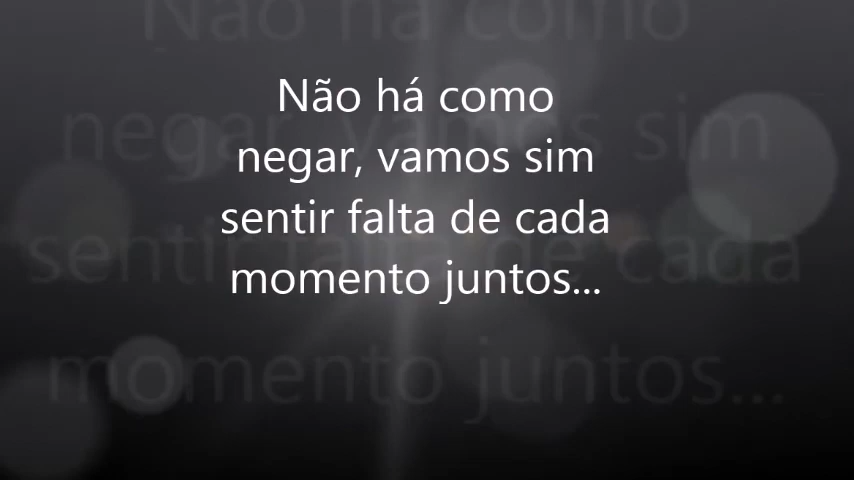 Não há como
negar, vamos sim
sentir falta de cada
momento juntos...